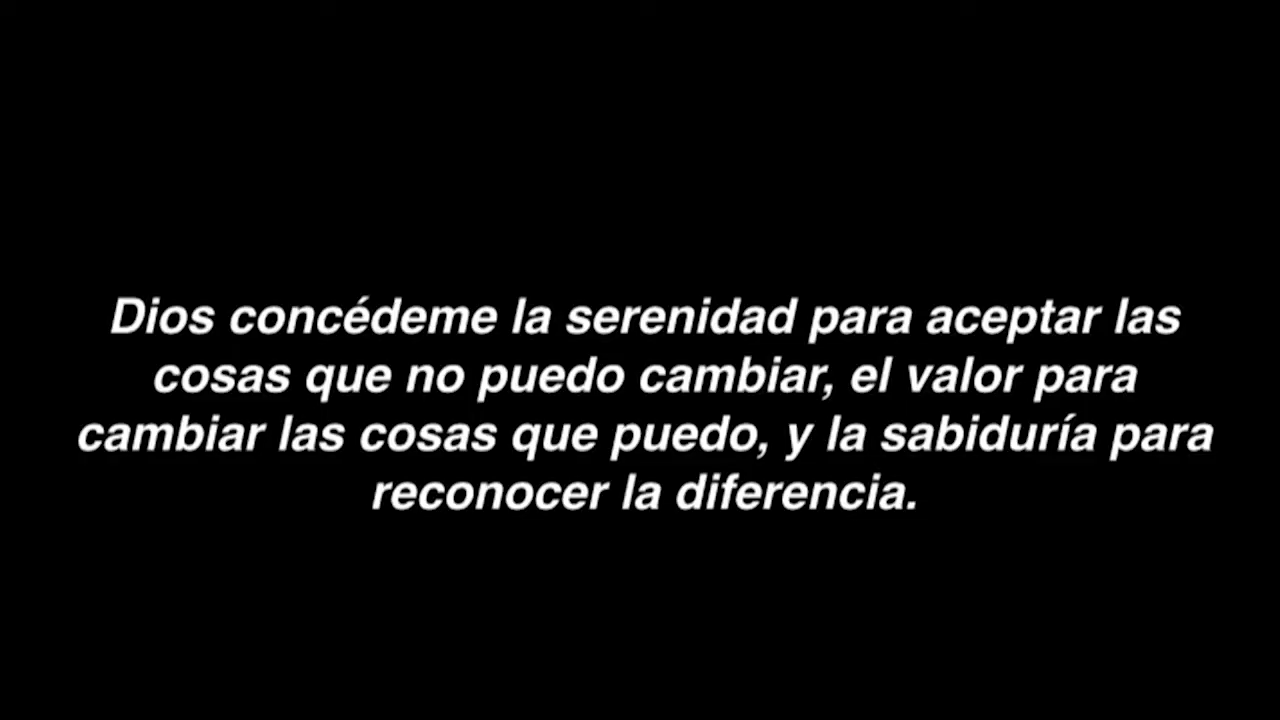 Dios concédeme la serenidad para aceptar las
cosas que no puedo cambiar, el valor para
cambiar las cosas que puedo, y la sabiduría para
reconocer la diferencia.